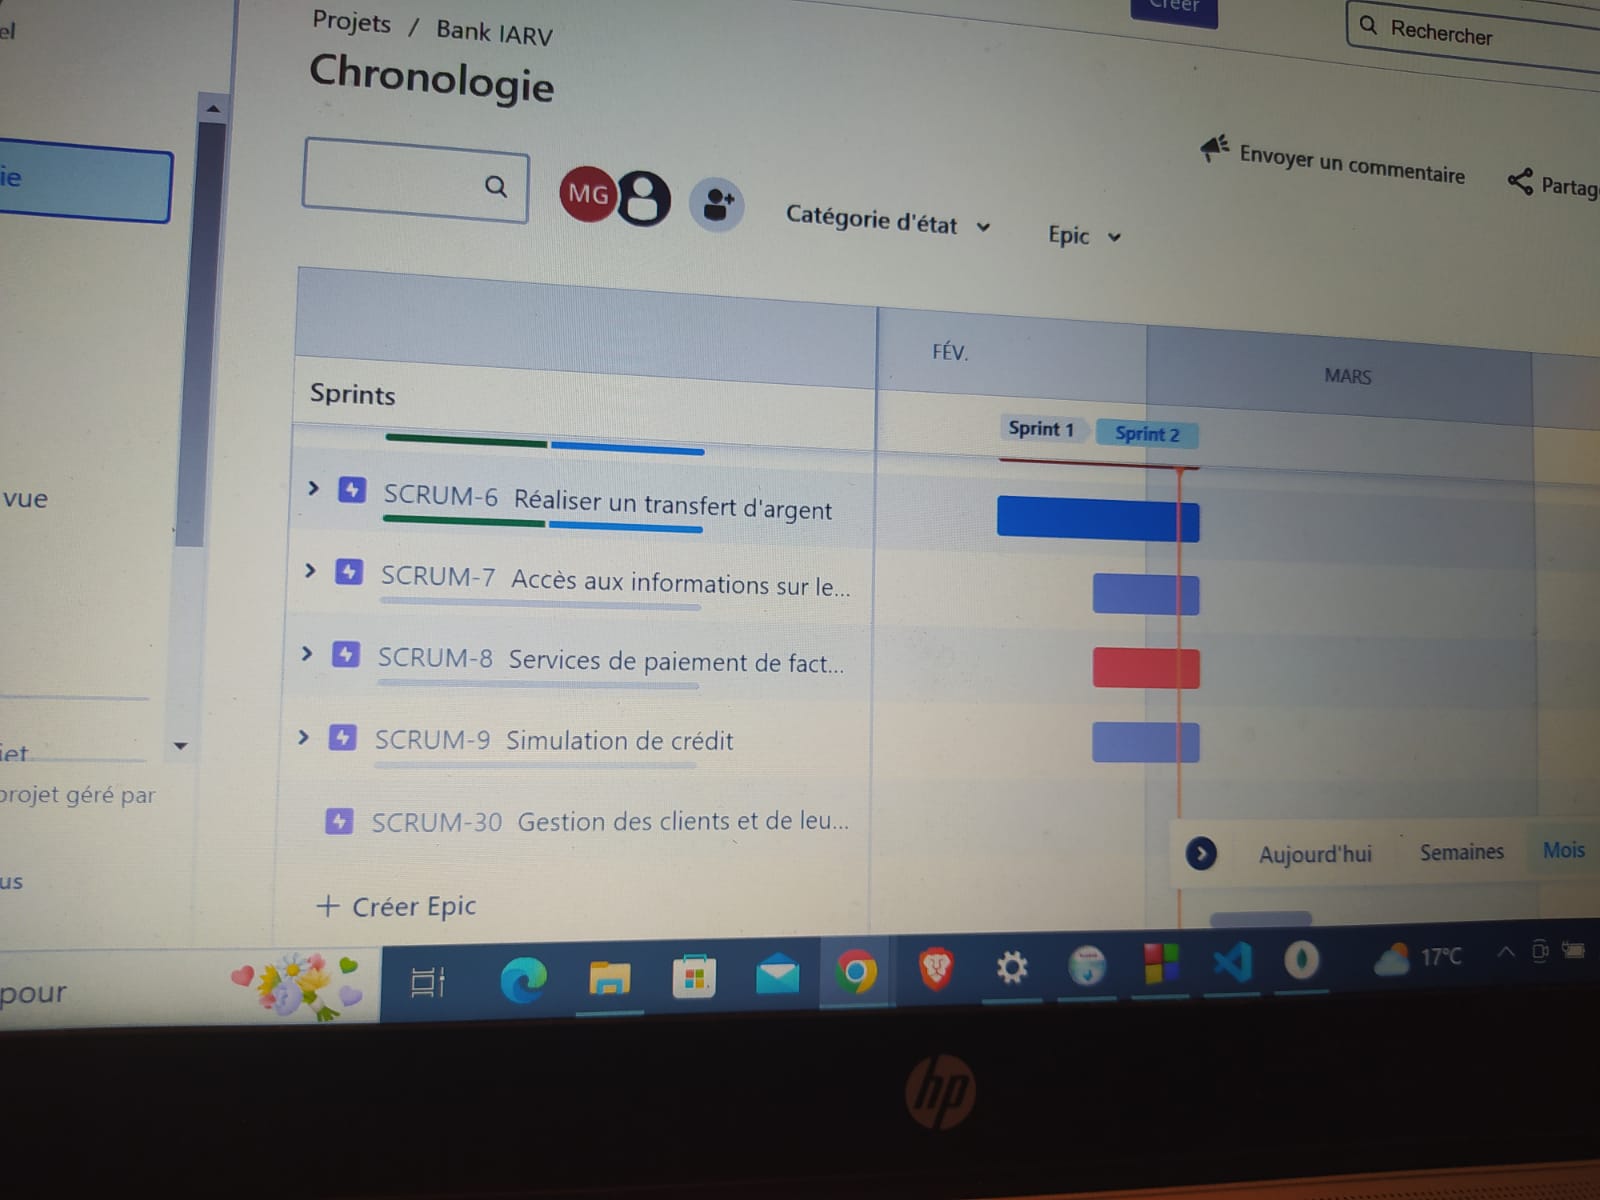 el
Projets / Bank IARV
Créer
Rechercher
Chronologie
Envoyer un commentaire
Partag
ie
MG
Catégorie d'état
Epic
FÉV.
MARS
Sprints
Sprint 1
Sprint 2
SCRUM-6 Réaliser un transfert d'argent
vue
SCRUM-7 Accès aux informations sur le...
SCRUM-8 Services de paiement de fact...
SCRUM-9 Simulation de crédit
jet
projet géré par
SCRUM-30 Gestion des clients et de leu...
Aujourd'hui
Semaines
Mois
us
+ Créer Epic
pour
17°C
hp